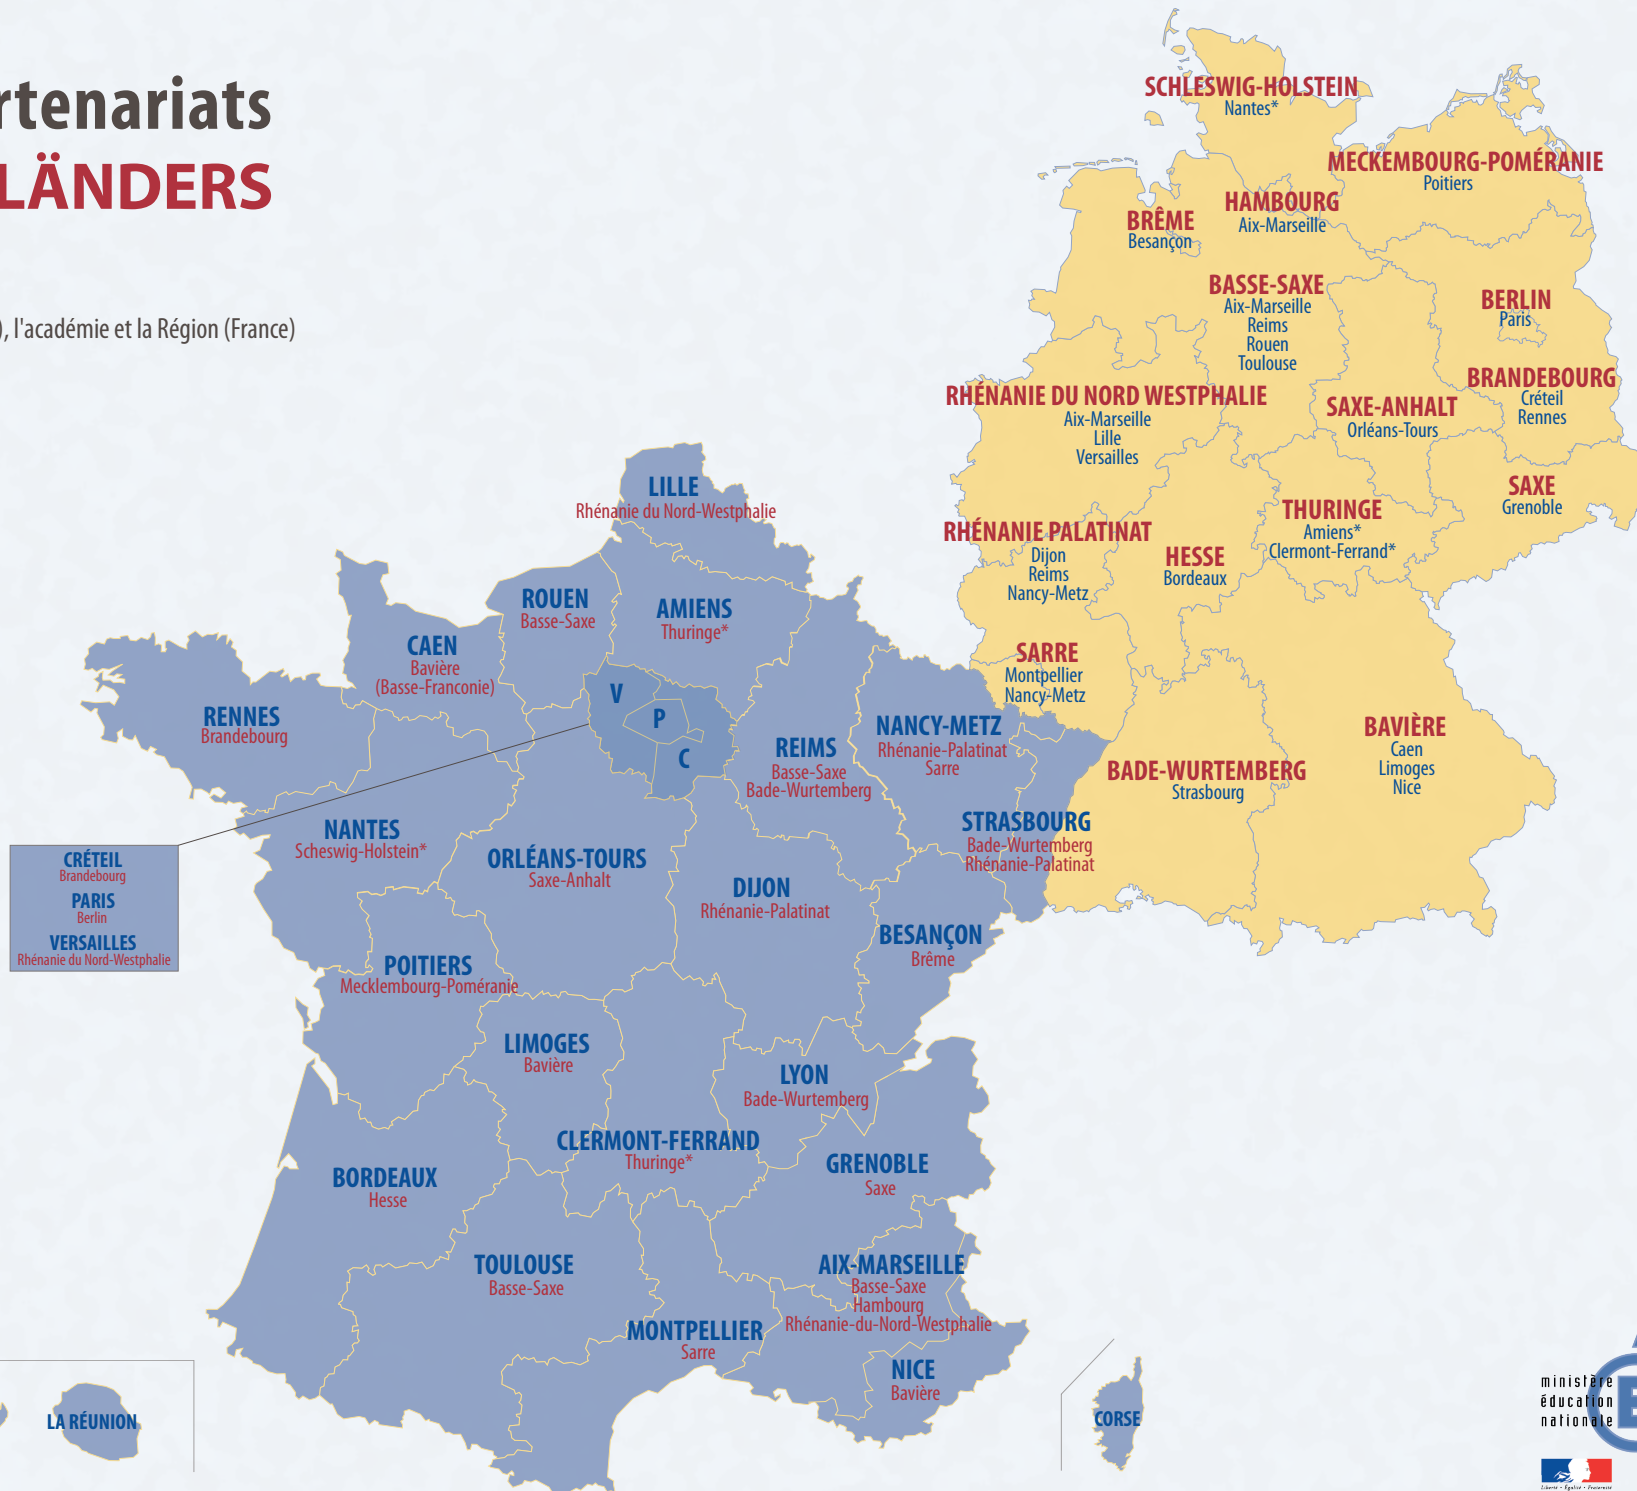 rtenariats
LÄNDERS
), l'académie et la Région (France)
SCHLESWIG-HOLSTEIN
Nantes*
MECKEMBOURG-POMÉRANIE
Poitiers
HAMBOURG
Aix-Marseille
BRÊME
Besançon
BASSE-SAXE
Aix-Marseille
Reims
Rouen
Toulouse
BERLIN
Paris
BRANDEBOURG
Créteil
Rennes
RHÉNANIE DU NORD WESTPHALIE
Aix-Marseille
Lille
Versailles
SAXE-ANHALT
Orléans-Tours
SAXE
Grenoble
THURINGE
Amiens*
Clermont-Ferrand*
RHÉNANIE PALATINAT
Dijon
Reims
Nancy-Metz
HESSE
Bordeaux
SARRE
Montpellier
Nancy-Metz
BADE-WURTEMBERG
Strasbourg
BAVIÈRE
Caen
Limoges
Nice
LILLE
Rhénanie du Nord-Westphalie
ROUEN
Basse-Saxe
AMIENS
Thuringe*
CAEN
Bavière
(Basse-Franconie)
RENNES
Brandebourg
V
P
C
REIMS
Basse-Saxe
Bade-Wurtemberg
NANCY-METZ
Rhénanie-Palatinat
Sarre
STRASBOURG
Bade-Wurtemberg
Rhénanie-Palatinat
NANTES
Scheswig-Holstein*
ORLÉANS-TOURS
Saxe-Anhalt
CRÉTEIL
Brandebourg
PARIS
Berlin
VERSAILLES
Rhénanie du Nord-Westphalie
DIJON
Rhénanie-Palatinat
BESANÇON
Brême
POITIERS
Mecklembourg-Poméranie
LIMOGES
Bavière
LYON
Bade-Wurtemberg
CLERMONT-FERRAND
Thuringe*
GRENOBLE
Saxe
BORDEAUX
Hesse
TOULOUSE
Basse-Saxe
AIX-MARSEILLE
Basse-Saxe
Hambourg
Rhénanie-du-Nord-Westphalie
MONTPELLIER
Sarre
NICE
Bavière
LA RÉUNION
CORSE
ministère
éducation
nationale
Liberté • Égalité • Fraternité